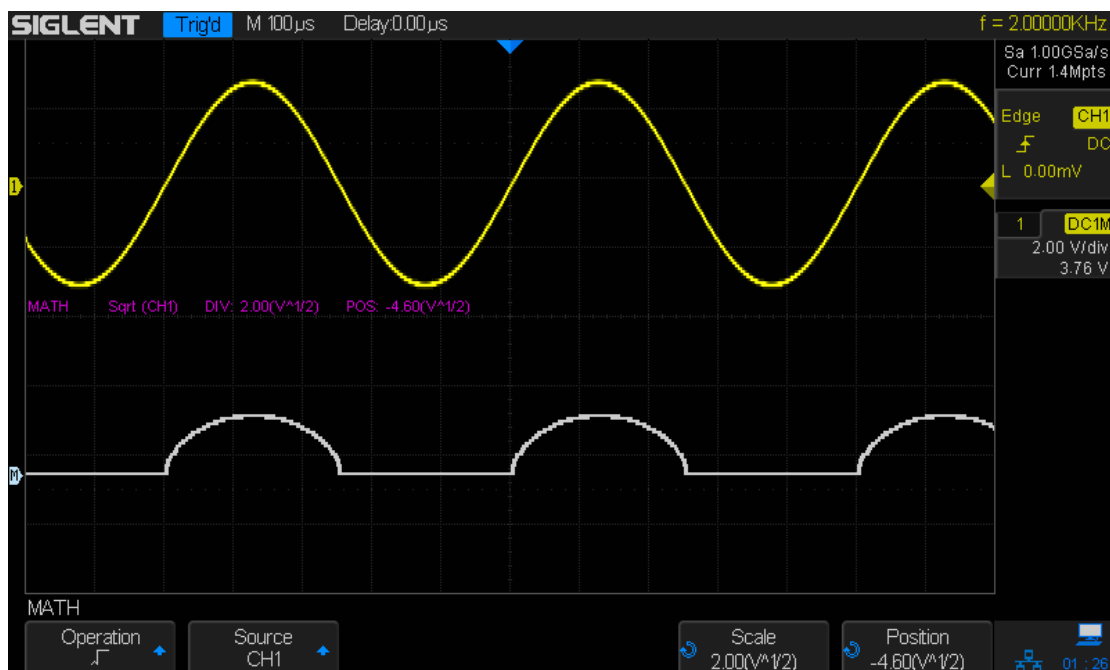 SIGLENT Trig'd M 100μs Delay:0.00μs f = 2.00000KHz
Sa 1.00GSa/s
Curr 1.4Mpts
Edge CH1
DC
L 0.00mV
1 DC1M
2.00 V/div
3.76 V
1
MATH Sqrt (CH1) DIV: 2.00(V^1/2) POS: -4.60(V^1/2)
M
MATH
Operation Source Scale Position
√ CH1 2.00(V^1/2) -4.60(V^1/2)
01:26